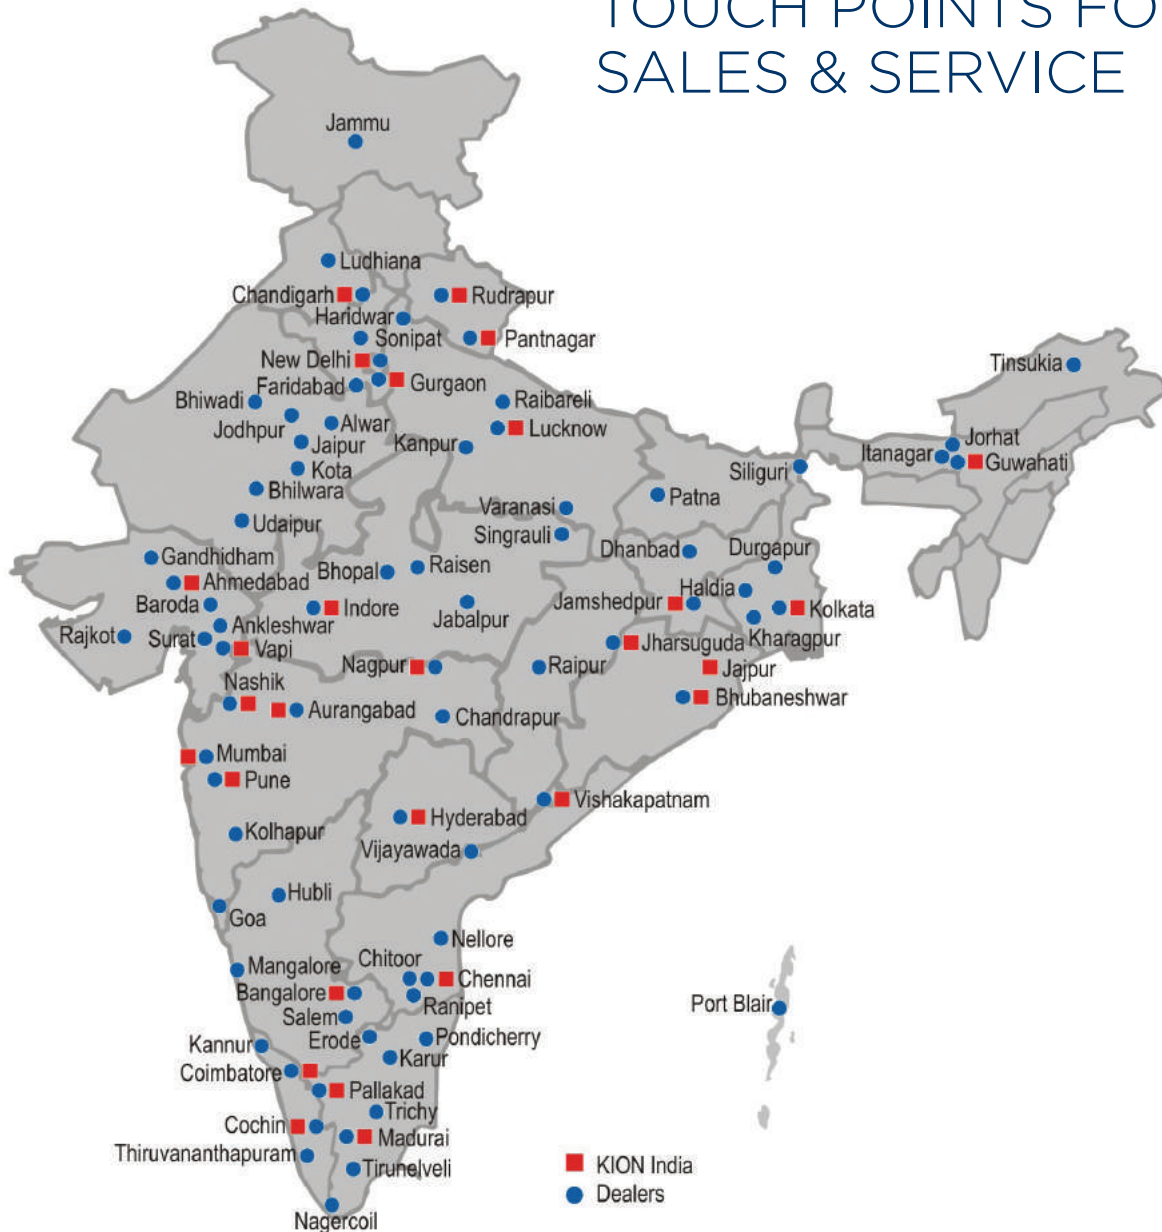 TOUCH POINTS FO
SALES & SERVICE
Jammu
Ludhiana
Chandigarh
Rudrapur
Haridwar
Sonipat
Pantnagar
New Delhi
Faridabad
Gurgaon
Tinsukia
Bhiwadi
Raibareli
Jodhpur
Alwar
Lucknow
Jaipur
Kanpur
Jorhat
Itanagar
Guwahati
Kota
Siliguri
Bhilwara
Patna
Varanasi
Udaipur
Singrauli
Dhanbad
Durgapur
Gandhidham
Bhopal
Raisen
Ahmedabad
Haldia
Baroda
Indore
Jabalpur
Jamshedpur
Kolkata
Ankleshwar
Rajkot
Surat
Kharagpur
Vapi
Jharsuguda
Nagpur
Raipur
Jajpur
Nashik
Bhubaneshwar
Aurangabad
Chandrapur
Mumbai
Pune
Vishakapatnam
Hyderabad
Kolhapur
Vijayawada
Hubli
Goa
Nellore
Chitoor
Mangalore
Chennai
Bangalore
Ranipet
Port Blair
Salem
Erode
Pondicherry
Kannur
Karur
Coimbatore
Pallakad
Trichy
Cochin
Madurai
Thiruvananthapuram
Tirunelveli
KION India
Dealers
Nagercoil